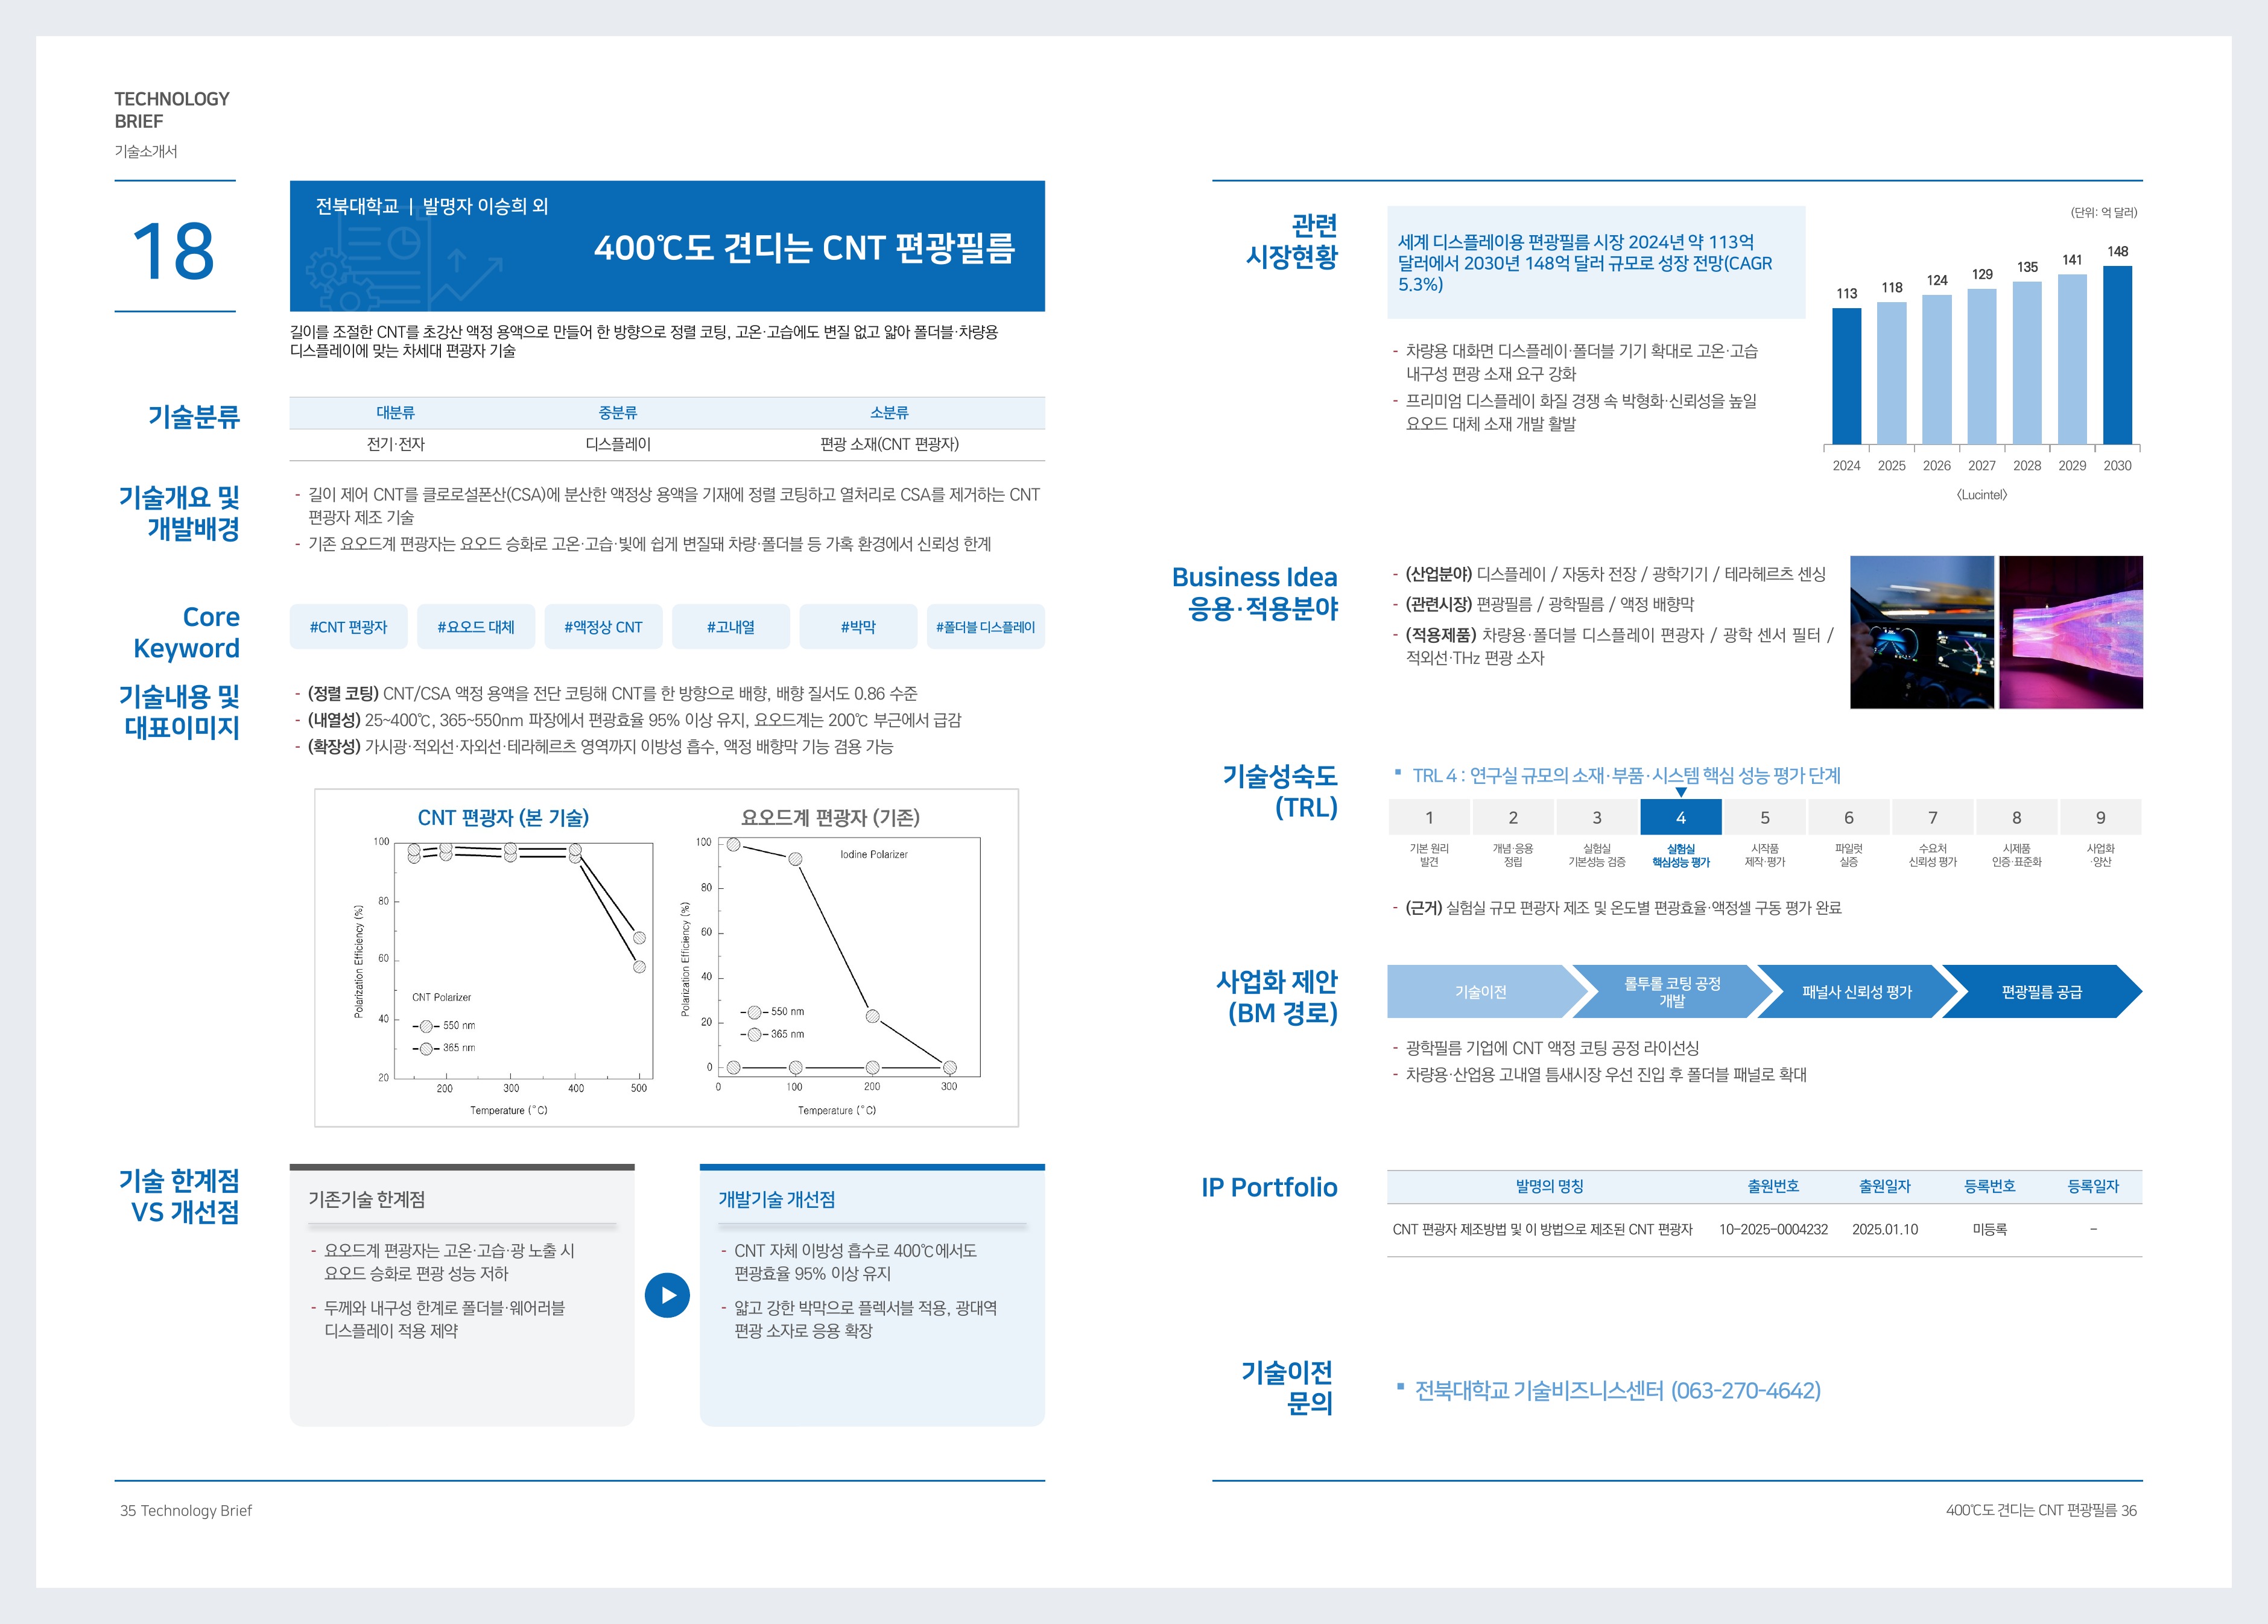 TECHNOLOGY
BRIEF
기술소개서
18
전북대학교 | 발명자 이승희 외
400℃도 견디는 CNT 편광필름
길이를 조절한 CNT를 초강산 액정 용액으로 만들어 한 방향으로 정렬 코팅, 고온·고습에도 변질 없고 얇아 폴더블·차량용
디스플레이에 맞는 차세대 편광자 기술
기술분류
대분류 중분류 소분류
전기·전자 디스플레이 편광 소재(CNT 편광자)
기술개요 및
개발배경
- 길이 제어 CNT를 클로로설폰산(CSA)에 분산한 액정상 용액을 기재에 정렬 코팅하고 열처리로 CSA를 제거하는 CNT
편광자 제조 기술
- 기존 요오드계 편광자는 요오드 승화로 고온·고습·빛에 쉽게 변질돼 차량·폴더블 등 가혹 환경에서 신뢰성 한계
Core
Keyword
#CNT 편광자 #요오드 대체 #액정상 CNT #고내열 #박막 #폴더블 디스플레이
기술내용 및
대표이미지
- (정렬 코팅) CNT/CSA 액정 용액을 전단 코팅해 CNT를 한 방향으로 배향, 배향 질서도 0.86 수준
- (내열성) 25~400℃, 365~550nm 파장에서 편광효율 95% 이상 유지, 요오드계는 200℃ 부근에서 급감
- (확장성) 가시광·적외선·자외선·테라헤르츠 영역까지 이방성 흡수, 액정 배향막 기능 겸용 가능
CNT 편광자 (본 기술)
100
80
60
40
20
Polarization Efficiency (%)
CNT Polarizer
550 nm
365 nm
200 300 400 500
Temperature (°C)
요오드계 편광자 (기존)
100
80
60
40
20
0
Polarization Efficiency (%)
Iodine Polarizer
550 nm
365 nm
0 100 200 300
Temperature (°C)
기술 한계점
VS 개선점
기존기술 한계점
- 요오드계 편광자는 고온·고습·광 노출 시
요오드 승화로 편광 성능 저하
- 두께와 내구성 한계로 폴더블·웨어러블
디스플레이 적용 제약
개발기술 개선점
- CNT 자체 이방성 흡수로 400℃에서도
편광효율 95% 이상 유지
- 얇고 강한 박막으로 플렉서블 적용, 광대역
편광 소자로 응용 확장
35 Technology Brief
관련
시장현황
세계 디스플레이용 편광필름 시장 2024년 약 113억
달러에서 2030년 148억 달러 규모로 성장 전망(CAGR
5.3%)
- 차량용 대화면 디스플레이·폴더블 기기 확대로 고온·고습
내구성 편광 소재 요구 강화
- 프리미엄 디스플레이 화질 경쟁 속 박형화·신뢰성을 높일
요오드 대체 소재 개발 활발
(단위: 억 달러)
113 118 124 129 135 141 148
2024 2025 2026 2027 2028 2029 2030
〈Lucintel〉
Business Idea
응용·적용분야
- (산업분야) 디스플레이 / 자동차 전장 / 광학기기 / 테라헤르츠 센싱
- (관련시장) 편광필름 / 광학필름 / 액정 배향막
- (적용제품) 차량용·폴더블 디스플레이 편광자 / 광학 센서 필터 /
적외선·THz 편광 소자
기술성숙도
(TRL)
▪ TRL 4 : 연구실 규모의 소재·부품·시스템 핵심 성능 평가 단계
1 2 3 4 5 6 7 8 9
기본 원리 개념·응용 실험실 실험실 시작품 파일럿 수요처 시제품 사업화
발견 정립 기본성능 검증 핵심성능 평가 제작·평가 실증 신뢰성 평가 인증·표준화 ·양산
- (근거) 실험실 규모 편광자 제조 및 온도별 편광효율·액정셀 구동 평가 완료
사업화 제안
(BM 경로)
기술이전
롤투롤 코팅 공정
개발
패널사 신뢰성 평가
편광필름 공급
- 광학필름 기업에 CNT 액정 코팅 공정 라이선싱
- 차량용·산업용 고내열 틈새시장 우선 진입 후 폴더블 패널로 확대
IP Portfolio
발명의 명칭 출원번호 출원일자 등록번호 등록일자
CNT 편광자 제조방법 및 이 방법으로 제조된 CNT 편광자 10-2025-0004232 2025.01.10 미등록 -
기술이전
문의
▪ 전북대학교 기술비즈니스센터 (063-270-4642)
400℃도 견디는 CNT 편광필름 36